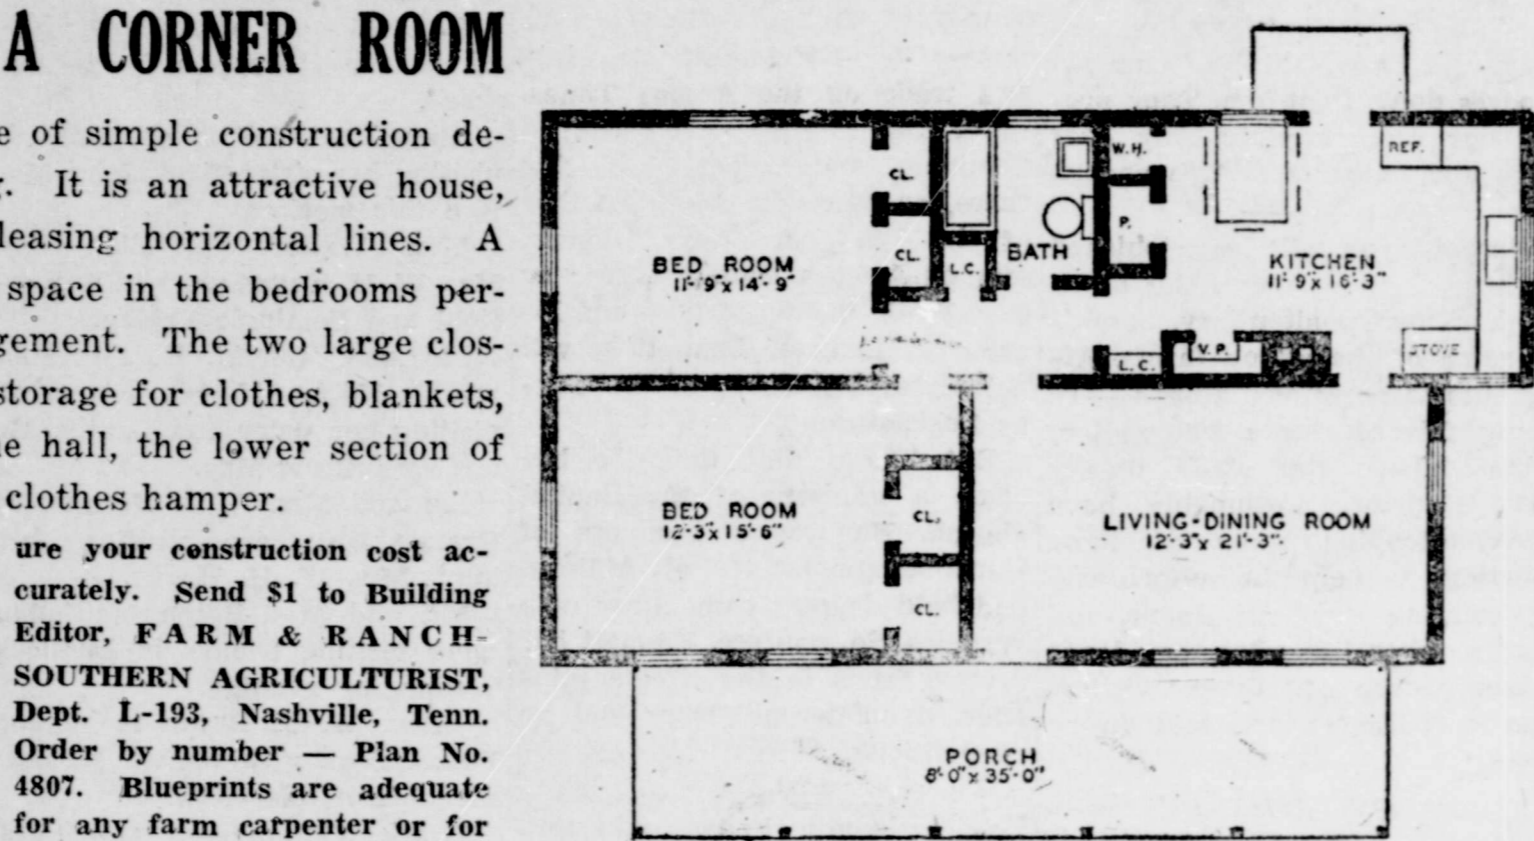 A CORNER ROOM
e of simple construction de-
. It is an attractive house,
leasing horizontal lines. A
space in the bedrooms per-
gement. The two large clos-
storage for clothes, blankets,
e hall, the lower section of
clothes hamper.
ure your construction cost ac-
curately. Send $1 to Building
Editor, FARM & RANCH-
SOUTHERN AGRICULTURIST,
Dept. L-193, Nashville, Tenn.
Order by number — Plan No.
4807. Blueprints are adequate
for any farm carpenter or for
BED ROOM
11'-9" x 14'-9"
CL.
CL.
L.C.
BATH
W.H.
P.
L.C.
V.P.
KITCHEN
11'-9" x 16'-3"
REF.
STOVE
BED ROOM
12'-3" x 15'-6"
CL.
CL.
LIVING-DINING ROOM
12'-3" x 21'-3"
PORCH
8'-0" x 35'-0"